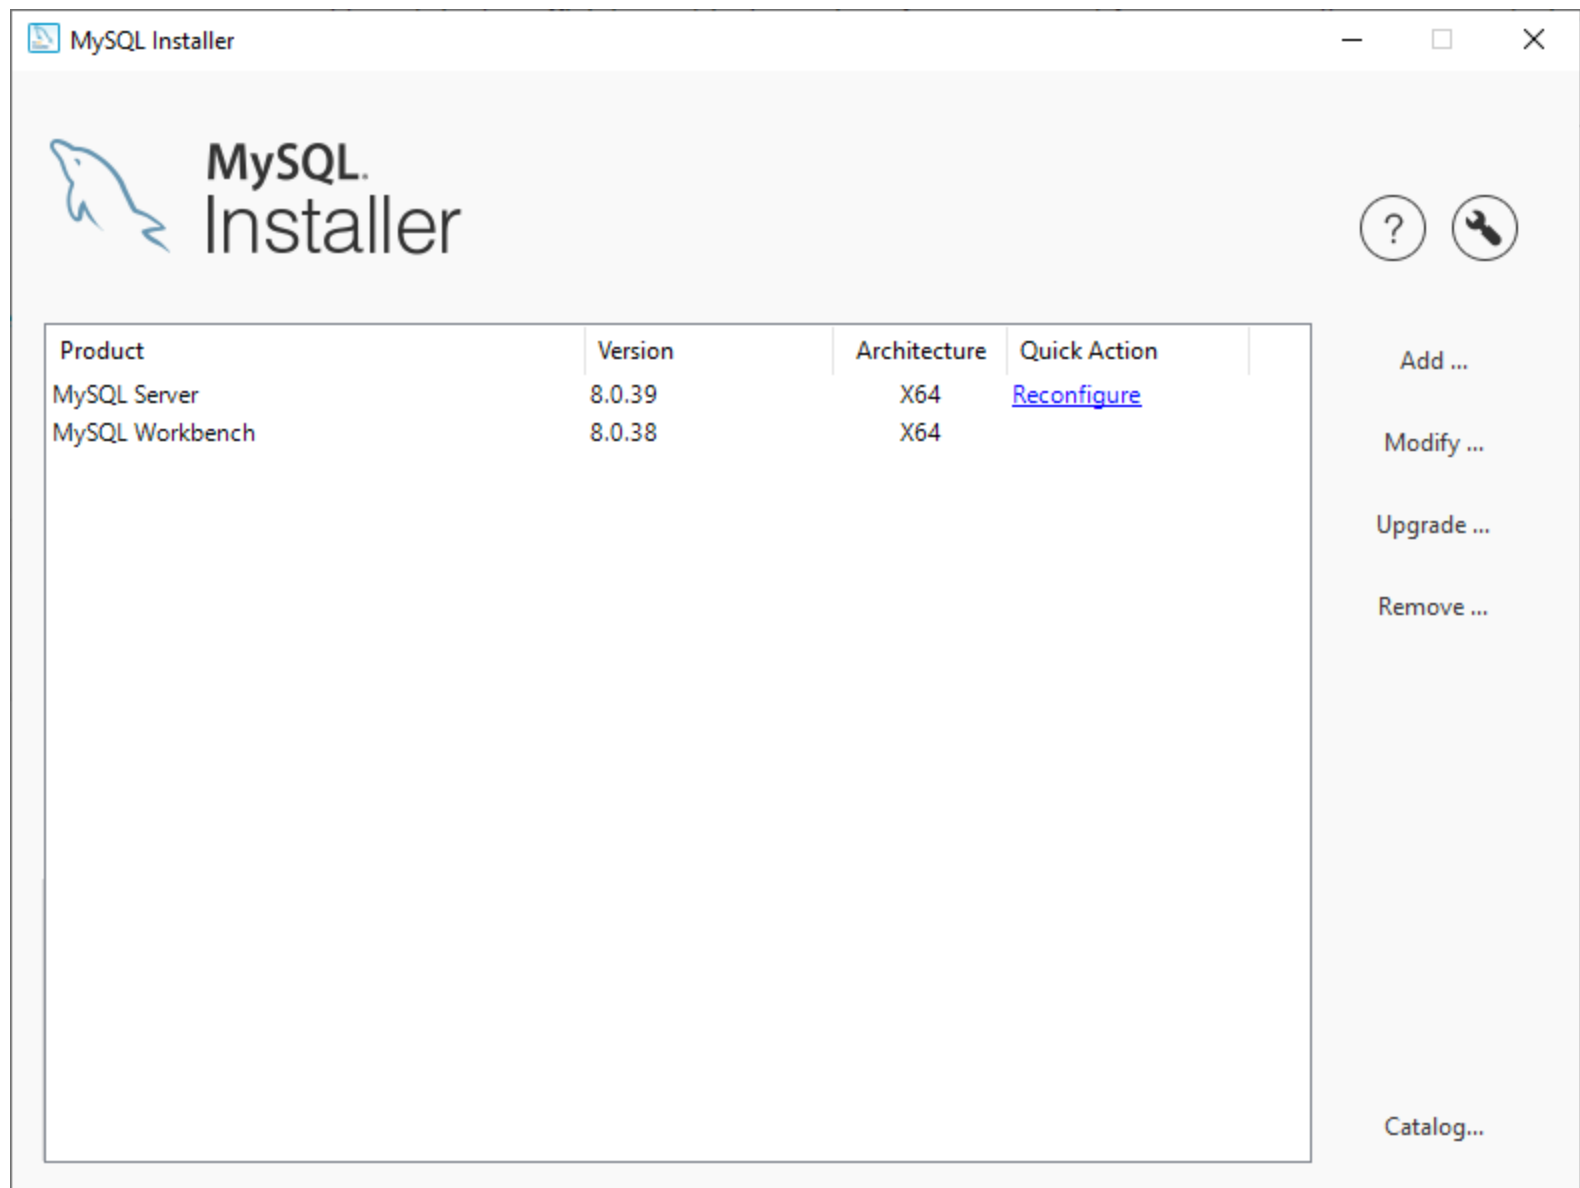 MySQL Installer
MySQL.
Installer
?
Product Version Architecture Quick Action
MySQL Server 8.0.39 X64 Reconfigure
MySQL Workbench 8.0.38 X64
Add ...
Modify ...
Upgrade ...
Remove ...
Catalog...